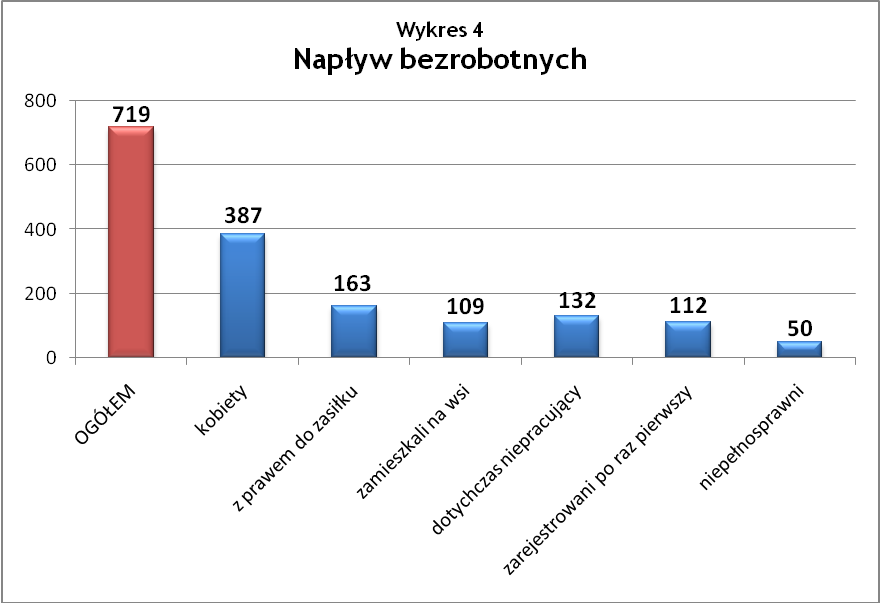 Wykres 4
Napływ bezrobotnych
800
600
400
200
0
719
387
163
109
132
112
50
OGÓŁEM
kobiety
z prawem do zasiłku
zamieszkali na wsi
dotychczas niepracujący
zarejestrowani po raz pierwszy
niepełnosprawni